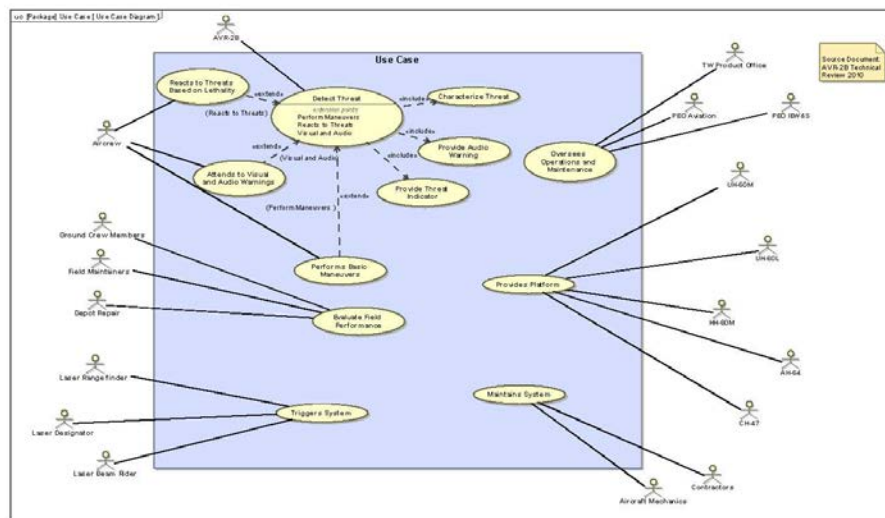 uc [Package] Use Case [ Use Case Diagram ]
AVR-2B
Use Case
Source Document:
AVR-2B Technical
Review 2010
TW Product Office
Reacts to Threats
Based on Lethality
«extend»
(Reacts to Threats)
Detect Threat
extension points
Perform Maneuvers
Reacts to Threats
Visual and Audio
«include»
Characterize Threat
PEO Aviation
Aircrew
«extend»
(Visual and Audio)
«include»
Provide Audio
Warning
Oversees
Operations and
Maintenance
Attends to Visual
and Audio Warnings
«include»
Provide Threat
Indicator
«extend»
(Perform Maneuvers )
UH-60M
Ground Crew Members
Field Maintainers
Performs Basic
Maneuvers
UH-60L
Provides Platform
Depot Repair
Evaluate Field
Performance
HH-60M
AH-64
Laser Rangefinder
Maintains System
Triggers System
CH-47
Laser Designator
Laser Beam Rider
Contractors
Aircraft Mechanics